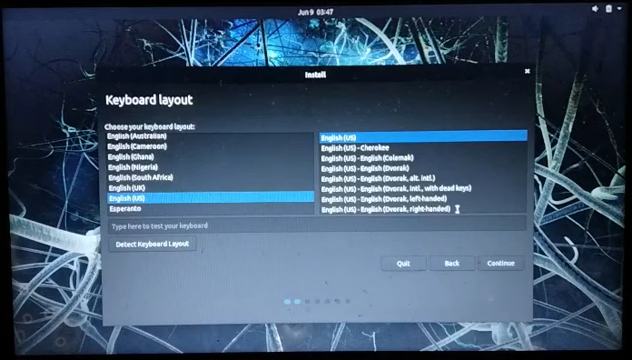 Jun 9 03:47
Install
Keyboard layout
Choose your keyboard layout:
English (Australian)
English (Cameroon)
English (Ghana)
English (Nigeria)
English (South Africa)
English (UK)
English (US)
Esperanto
English (US)
English (US) - Cherokee
English (US) - English (Colemak)
English (US) - English (Dvorak)
English (US) - English (Dvorak, alt. intl.)
English (US) - English (Dvorak, intl., with dead keys)
English (US) - English (Dvorak, left-handed)
English (US) - English (Dvorak, right-handed)
Type here to test your keyboard
Detect Keyboard Layout
Quit
Back
Continue